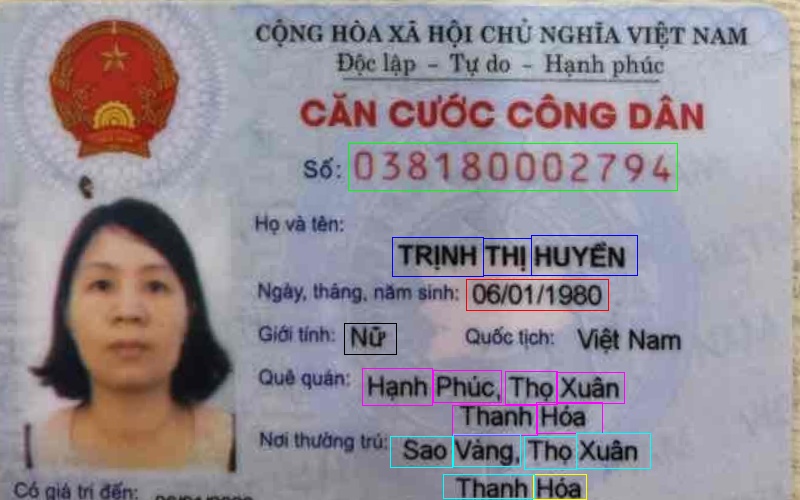 CỘNG HÒA XÃ HỘI CHỦ NGHĨA VIỆT NAM
Độc lập - Tự do - Hạnh phúc
CĂN CƯỚC CÔNG DÂN
Số: 038180002794
Họ và tên:
TRỊNH THỊ HUYỀN
Ngày, tháng, năm sinh: 06/01/1980
Giới tính: Nữ Quốc tịch: Việt Nam
Quê quán: Hạnh Phúc, Thọ Xuân
Thanh Hóa
Nơi thường trú: Sao Vàng, Thọ Xuân
Thanh Hóa
Có giá trị đến: